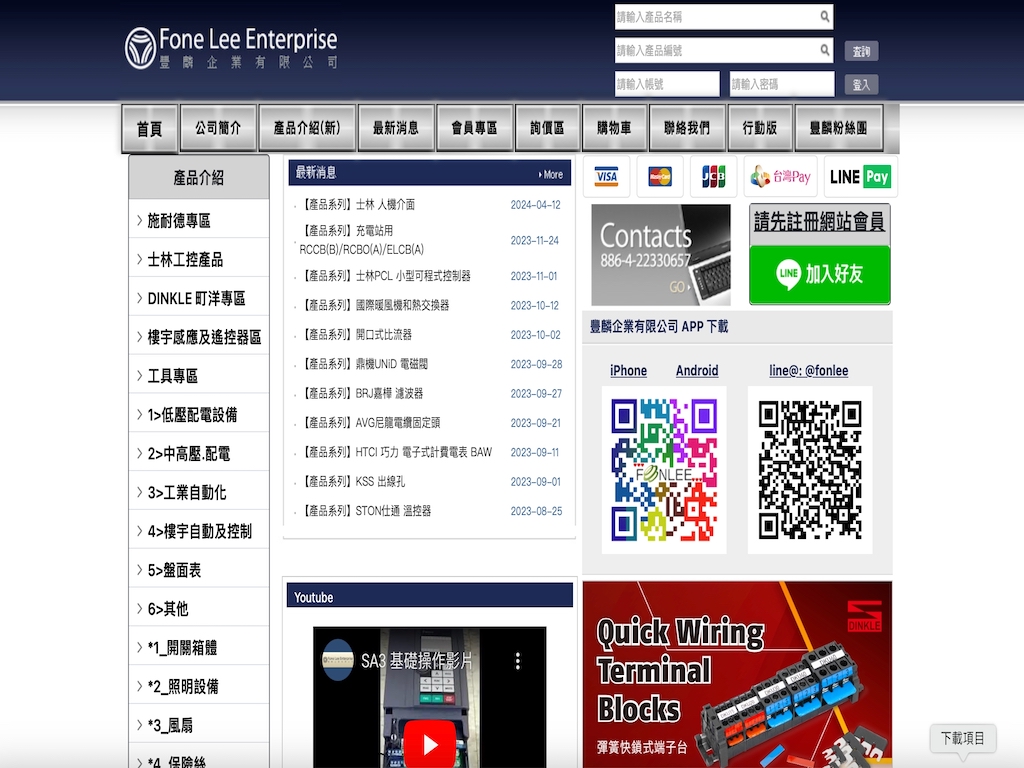 Fone Lee Enterprise
豐麟企業有限公司
請輸入產品名稱
請輸入產品編號
查詢
請輸入帳號
請輸入密碼
登入
首頁
公司簡介
產品介紹(新)
最新消息
會員專區
詢價區
購物車
聯絡我們
行動版
豐麟粉絲團
產品介紹
施耐德專區
士林工控產品
DINKLE 町洋專區
樓宇感應及遙控器區
工具專區
1>低壓配電設備
2>中高壓.配電
3>工業自動化
4>樓宇自動及控制
5>盤面表
6>其他
*1_開關箱體
*2_照明設備
*3_風扇
*4_保險絲
最新消息
More
【產品系列】士林 人機介面
2024-04-12
【產品系列】充電站用
RCCB(B)/RCBO(A)/ELCB(A)
2023-11-24
【產品系列】士林PCL 小型可程式控制器
2023-11-01
【產品系列】國際暖風機和熱交換器
2023-10-12
【產品系列】開口式比流器
2023-10-02
【產品系列】鼎機UNiD 電磁閥
2023-09-28
【產品系列】BRJ嘉樺 濾波器
2023-09-27
【產品系列】AVG尼龍電纜固定頭
2023-09-21
【產品系列】HTCI 巧力 電子式計費電表 BAW
2023-09-11
【產品系列】KSS 出線孔
2023-09-01
【產品系列】STON仕通 溫控器
2023-08-25
Youtube
Fone Lee Enterprise
SA3 基礎操作影片
VISA
MasterCard
JCB
台灣Pay
LINE Pay
Contacts
886-4-22330657
GO
請先註冊網站會員
LINE
加入好友
豐麟企業有限公司 APP 下載
iPhone
Android
line@: @fonlee
FONLEE
DINKLE
Quick Wiring
Terminal
Blocks
彈簧快鎖式端子台
下載項目